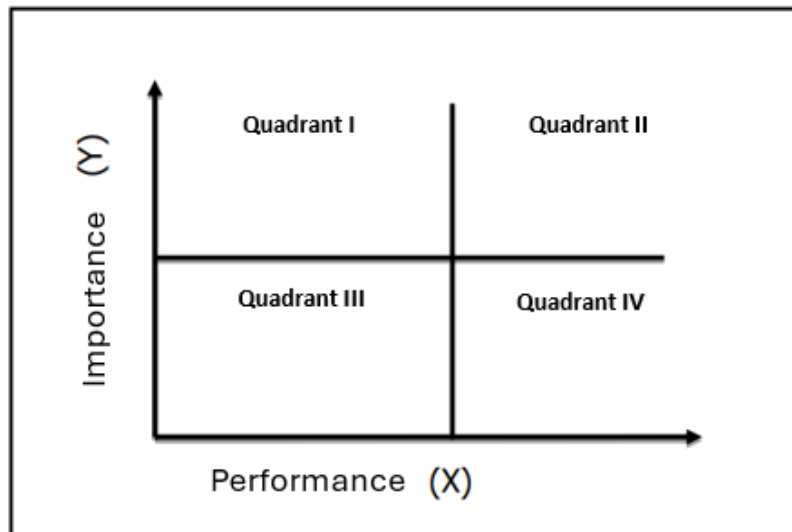 Quadrant I
Quadrant II
Importance (Y)
Quadrant III
Quadrant IV
Performance (X)